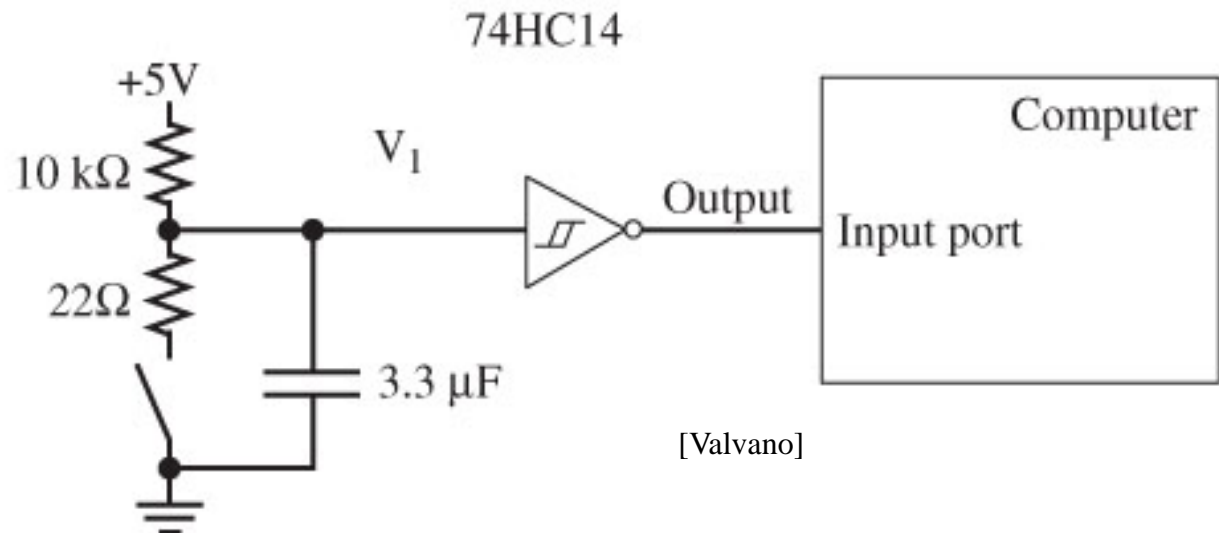 74HC14
+5V
Computer
10 kΩ
V1
Output
Input port
22Ω
3.3 μF
[Valvano]